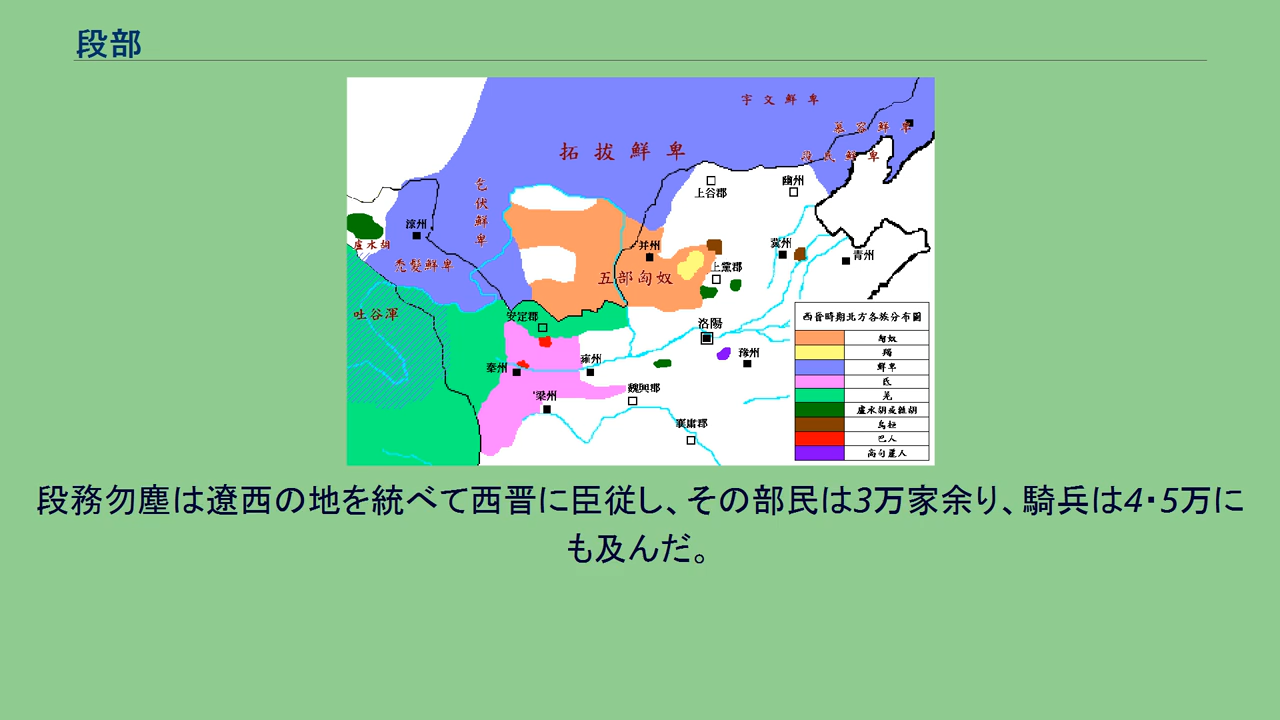 段部
宇文鮮卑
慕容鮮卑
段氏鮮卑
拓拔鮮卑
乞伏鮮卑
上谷郡
幽州
涼州
盧水胡
禿髮鮮卑
并州
冀州
青州
上黨郡
五部匈奴
吐谷渾
安定郡
洛陽
西晉時期北方各族分布圖
匈奴
羯
鮮卑
氐
羌
盧水胡或雜胡
烏桓
巴人
高句麗人
豫州
雍州
秦州
魏興郡
梁州
襄庸郡
段務勿塵は遼西の地を統べて西晋に臣従し、その部民は3万家余り、騎兵は4・5万に
も及んだ。